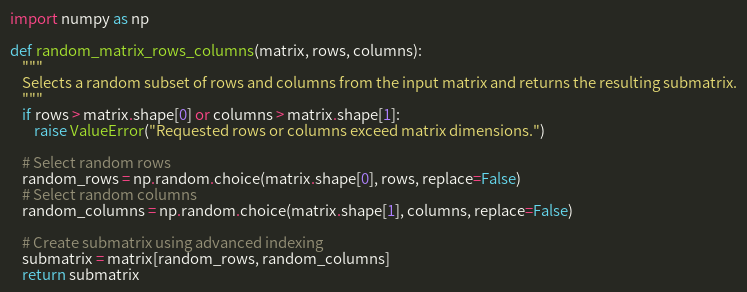 import numpy as np
def random_matrix_rows_columns(matrix, rows, columns):
"""
Selects a random subset of rows and columns from the input matrix and returns the resulting submatrix.
"""
if rows > matrix.shape[0] or columns > matrix.shape[1]:
raise ValueError("Requested rows or columns exceed matrix dimensions.")
# Select random rows
random_rows = np.random.choice(matrix.shape[0], rows, replace=False)
# Select random columns
random_columns = np.random.choice(matrix.shape[1], columns, replace=False)
# Create submatrix using advanced indexing
submatrix = matrix[random_rows, random_columns]
return submatrix